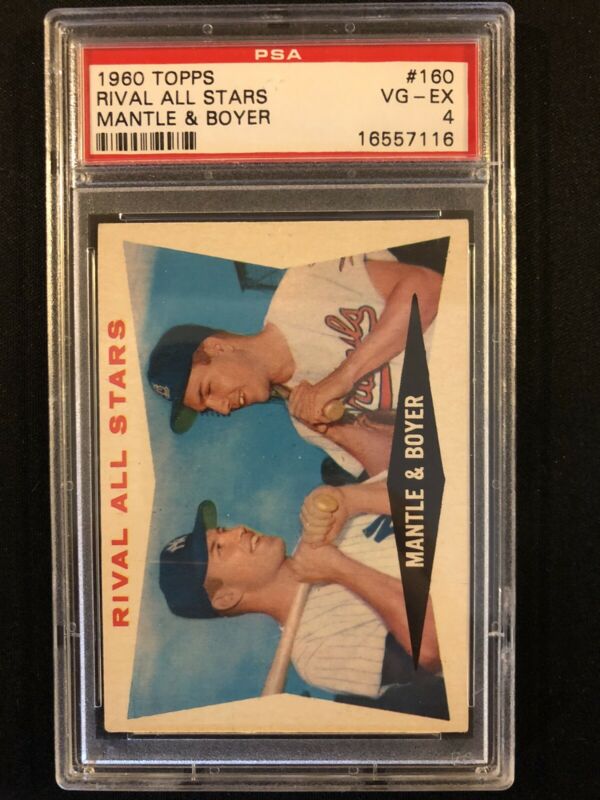 PSA
1960 TOPPS #160
RIVAL ALL STARS VG-EX
MANTLE & BOYER 4
16557116
RIVAL ALL STARS
MANTLE & BOYER